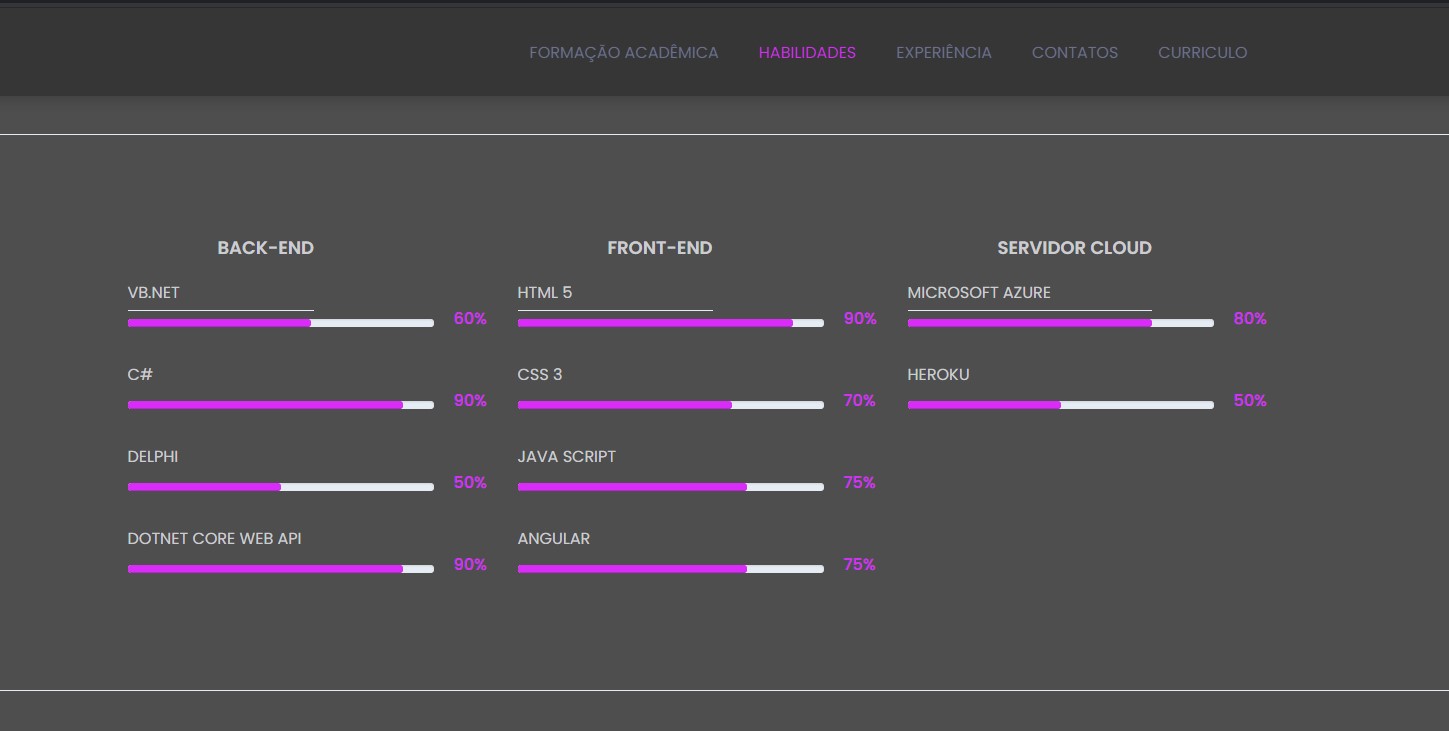 FORMAÇÃO ACADÊMICA HABILIDADES EXPERIÊNCIA CONTATOS CURRICULO
BACK-END
VB.NET
60%
C#
90%
DELPHI
50%
DOTNET CORE WEB API
90%
FRONT-END
HTML 5
90%
CSS 3
70%
JAVA SCRIPT
75%
ANGULAR
75%
SERVIDOR CLOUD
MICROSOFT AZURE
80%
HEROKU
50%